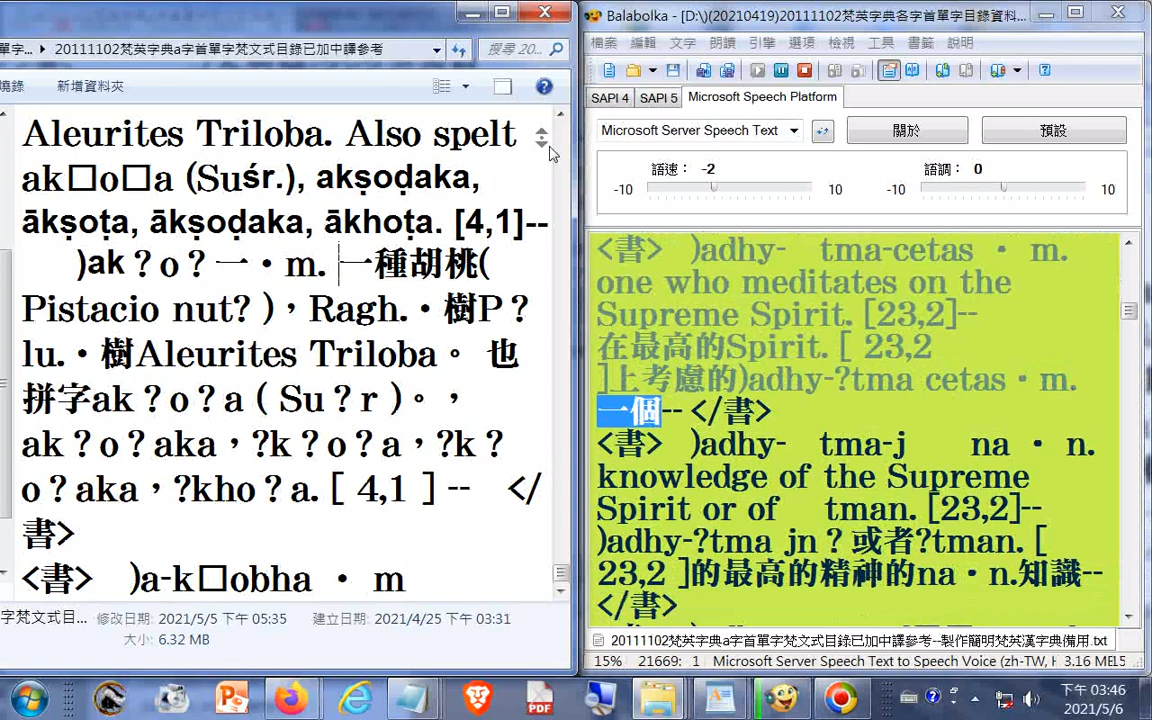 單字... ▸ 20111102梵英字典a字首單字梵文式目錄已加中譯參考
搜尋 20...
燒錄 新增資料夾
Aleurites Triloba. Also spelt
ak□o□a (Suśr.), akṣoḍaka,
ākṣoṭa, ākṣoḍaka, ākhoṭa. [4,1]--
)ak？o？一・m. 一種胡桃(
Pistacio nut? )，Ragh.・樹P？
lu.・樹Aleurites Triloba。 也
拼字ak？o？a ( Su？r )。，
ak？o？aka，?k？o？a，?k？
o？aka，?kho？a. [ 4,1 ] -- </
書>
<書> )a-k□obha ・ m
字梵文式目... 修改日期: 2021/5/5 下午 05:35 建立日期: 2021/4/25 下午 03:31
大小: 6.32 MB
Balabolka - [D:\)(20210419)20111102梵英字典各字首單字目錄資料...
檔案 編輯 文字 朗讀 引擎 選項 檢視 工具 書籤 說明
SAPI 4 SAPI 5 Microsoft Speech Platform
Microsoft Server Speech Text 關於 預設
語速: -2 語調: 0
-10 10 -10 10
<書> )adhy- tma-cetas ・ m.
one who meditates on the
Supreme Spirit. [23,2]--
在最高的Spirit. [ 23,2
]上考慮的)adhy-?tma cetas・m.
一個-- </書>
<書> )adhy- tma-j na ・ n.
knowledge of the Supreme
Spirit or of tman. [23,2]--
)adhy-?tma jn？或者?tman. [
23,2 ]的最高的精神的na・n.知識--
</書>
20111102梵英字典a字首單字梵文式目錄已加中譯參考--製作簡明梵英漢字典備用.txt
15% 21669: 1 Microsoft Server Speech Text to Speech Voice (zh-TW, H 3.16 MB
PDF
下午 03:46
2021/5/6